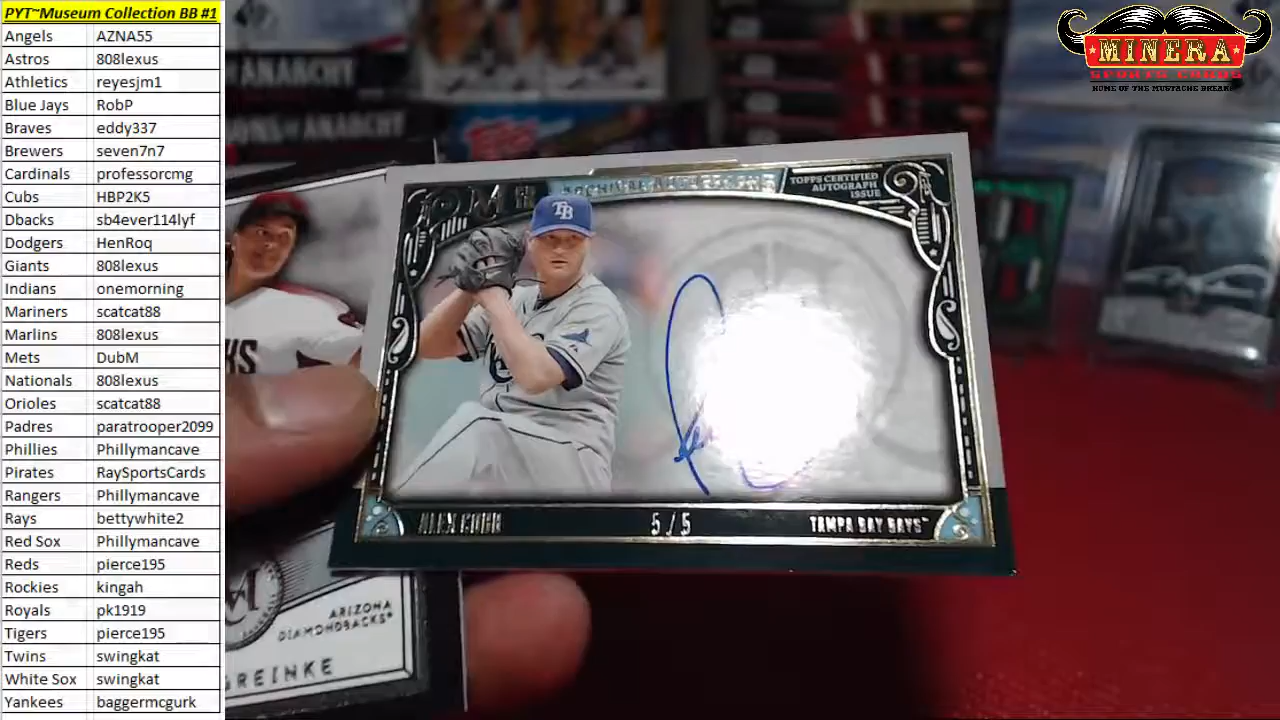 PYT~Museum Collection BB #1
Angels AZNA55
Astros 808lexus
Athletics reyesjm1
Blue Jays RobP
Braves eddy337
Brewers seven7n7
Cardinals professorcmg
Cubs HBP2K5
Dbacks sb4ever114lyf
Dodgers HenRoq
Giants 808lexus
Indians onemorning
Mariners scatcat88
Marlins 808lexus
Mets DubM
Nationals 808lexus
Orioles scatcat88
Padres paratrooper2099
Phillies Phillymancave
Pirates RaySportsCards
Rangers Phillymancave
Rays bettywhite2
Red Sox Phillymancave
Reds pierce195
Rockies kingah
Royals pk1919
Tigers pierce195
Twins swingkat
White Sox swingkat
Yankees baggermcgurk
MINERA
SPORTS CARDS
HOME OF THE MUSTACHE BREAKS
ANARCHY
OF ANARCHY
TOPPS CERTIFIED
AUTOGRAPH
ISSUE
TB
ALEX COBB 5/5 TAMPA BAY RAYS™
ARIZONA
DIAMONDBACKS®
GREINKE